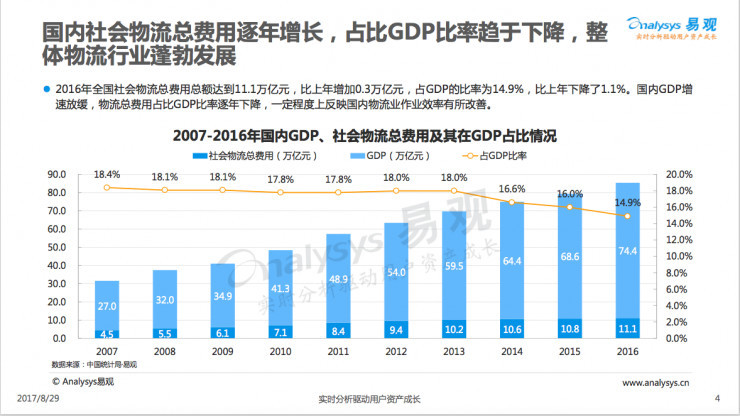 国内社会物流总费用逐年增长，占比GDP比率趋于下降，整
体物流行业蓬勃发展
analysys 易观
实时分析驱动用户资产成长
2016年全国社会物流总费用总额达到11.1万亿元，比上年增加0.3万亿元，占GDP的比率为14.9%，比上年下降了1.1%。国内GDP增
速放缓，物流总费用占比GDP比率逐年下降，一定程度上反映国内物流业作业效率有所改善。
2007-2016年国内GDP、社会物流总费用及其在GDP占比情况
社会物流总费用（万亿元） GDP（万亿元） 占GDP比率
90.0
80.0
70.0
60.0
50.0
40.0
30.0
20.0
10.0
0.0
18.4% 18.1% 18.1% 17.8% 17.8% 18.0% 18.0% 16.6% 16.0% 14.9%
27.0 32.0 34.9 41.3 48.9 54.0 59.5 64.4 68.6 74.4
4.5 5.5 6.1 7.1 8.4 9.4 10.2 10.6 10.8 11.1
20.0%
18.0%
16.0%
14.0%
12.0%
10.0%
8.0%
6.0%
4.0%
2.0%
0.0%
analysys 易观
实时分析驱动用户资产成长
2007 2008 2009 2010 2011 2012 2013 2014 2015 2016
数据来源：中国统计局·易观
© Analysys易观
www.analysys.cn
2017/8/29
实时分析驱动用户资产成长
4